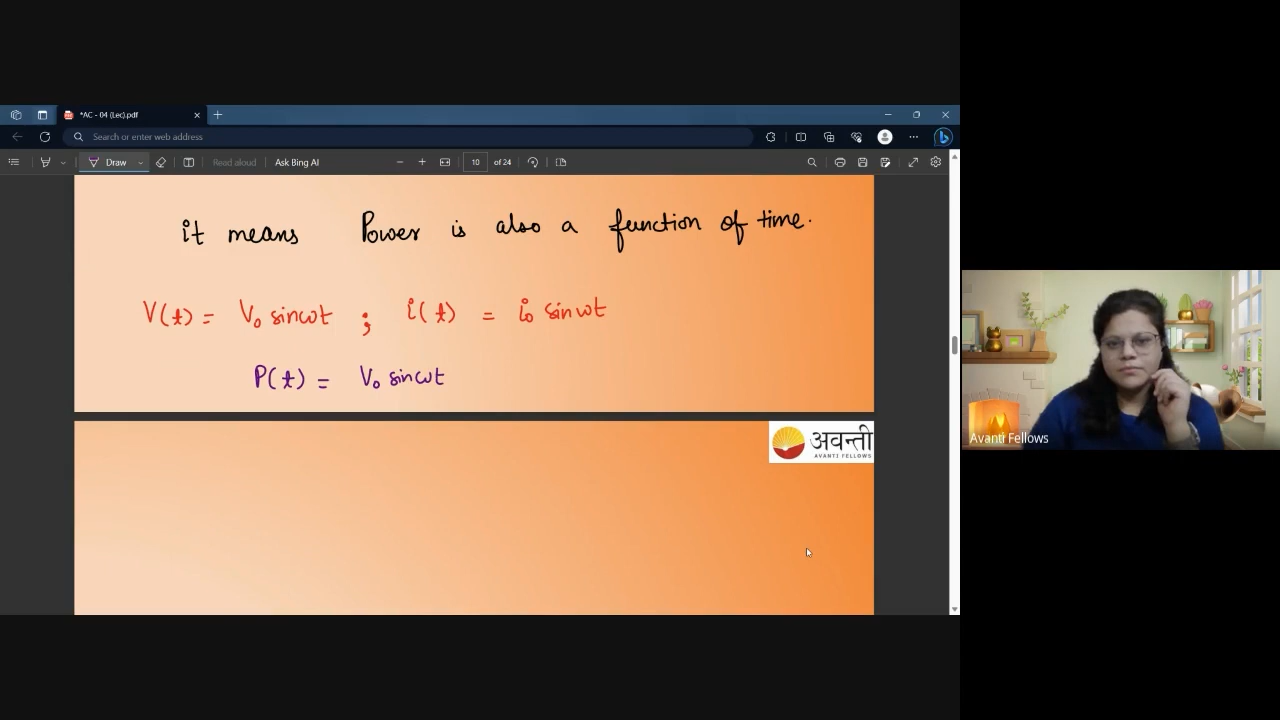 *AC - 04 (Lec).pdf
Search or enter web address
Draw
Read aloud
Ask Bing AI
10 of 24
it means Power is also a function of time.
V(t) = V₀ sinωt ; i(t) = i₀ sinωt
P(t) = V₀ sinωt
अवन्ती
AVANTI FELLOWS
Avanti Fellows